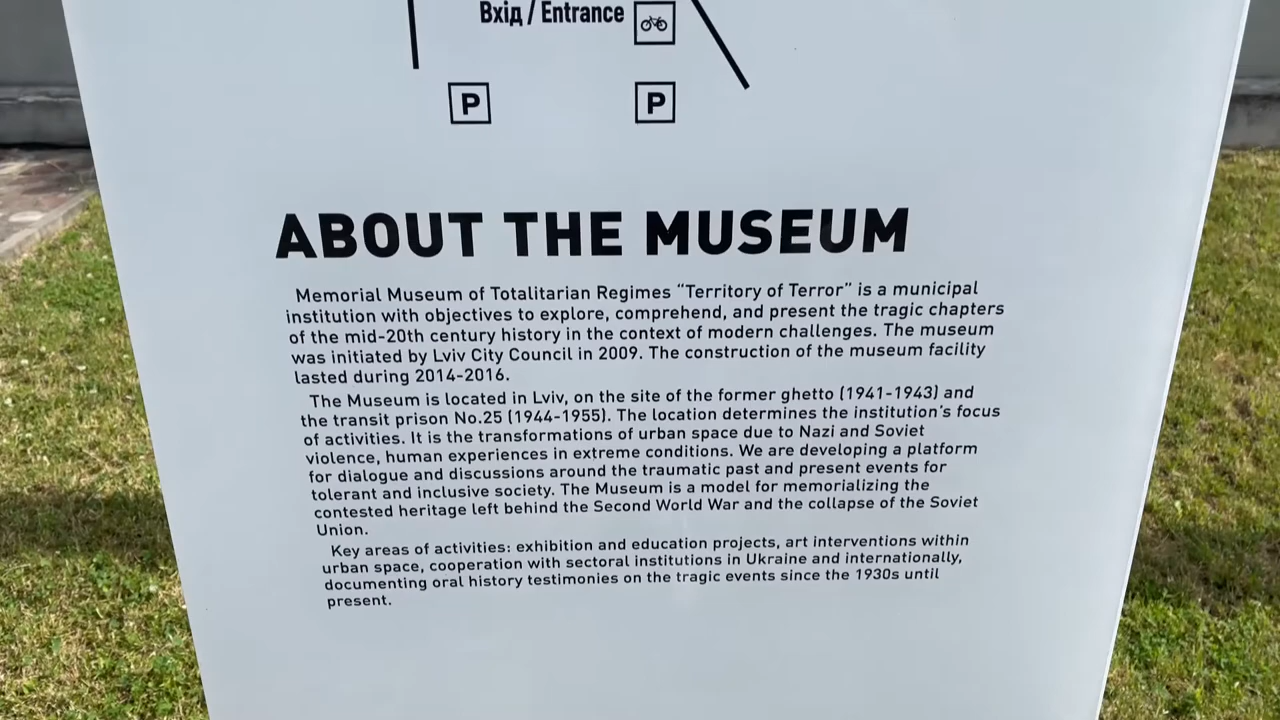 Вхід / Entrance
P P
ABOUT THE MUSEUM
Memorial Museum of Totalitarian Regimes “Territory of Terror” is a municipal
institution with objectives to explore, comprehend, and present the tragic chapters
of the mid-20th century history in the context of modern challenges. The museum
was initiated by Lviv City Council in 2009. The construction of the museum facility
lasted during 2014-2016.
The Museum is located in Lviv, on the site of the former ghetto (1941-1943) and
the transit prison No.25 (1944-1955). The location determines the institution's focus
of activities. It is the transformations of urban space due to Nazi and Soviet
violence, human experiences in extreme conditions. We are developing a platform
for dialogue and discussions around the traumatic past and present events for
tolerant and inclusive society. The Museum is a model for memorializing the
contested heritage left behind the Second World War and the collapse of the Soviet
Union.
Key areas of activities: exhibition and education projects, art interventions within
urban space, cooperation with sectoral institutions in Ukraine and internationally,
documenting oral history testimonies on the tragic events since the 1930s until
present.